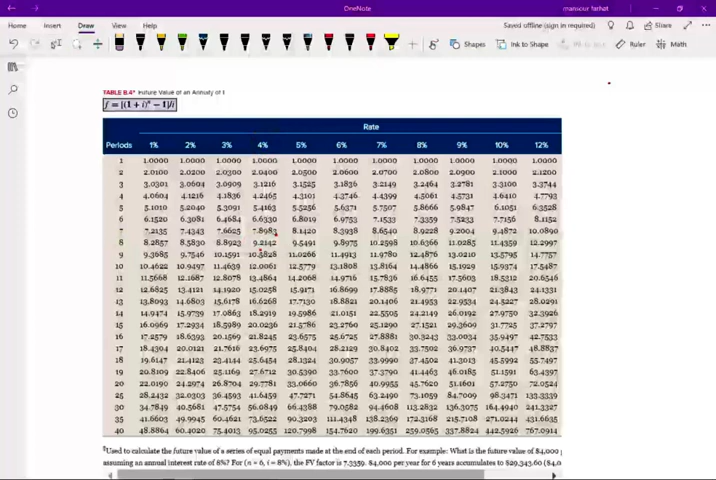 OneNote
mansour farhat
Home Insert Draw View Help
Saved offline (sign in required)
Share
Shapes Ink to Shape Ruler Math
TABLE B.4⁸ Future Value of an Annuity of 1
f = [(1 + i)ⁿ − 1]/i
Rate
Periods 1% 2% 3% 4% 5% 6% 7% 8% 9% 10% 12%
1 1.0000 1.0000 1.0000 1.0000 1.0000 1.0000 1.0000 1.0000 1.0000 1.0000 1.0000
2 2.0100 2.0200 2.0300 2.0400 2.0500 2.0600 2.0700 2.0800 2.0900 2.1000 2.1200
3 3.0301 3.0604 3.0909 3.1216 3.1525 3.1836 3.2149 3.2464 3.2781 3.3100 3.3744
4 4.0604 4.1216 4.1836 4.2465 4.3101 4.3746 4.4399 4.5061 4.5731 4.6410 4.7793
5 5.1010 5.2040 5.3091 5.4163 5.5256 5.6371 5.7507 5.8666 5.9847 6.1051 6.3528
6 6.1520 6.3081 6.4684 6.6330 6.8019 6.9753 7.1533 7.3359 7.5233 7.7156 8.1152
7 7.2135 7.4343 7.6625 7.8983 8.1420 8.3938 8.6540 8.9228 9.2004 9.4872 10.0890
8 8.2857 8.5830 8.8923 9.2142 9.5491 9.8975 10.2598 10.6366 11.0285 11.4359 12.2997
9 9.3685 9.7546 10.1591 10.5828 11.0266 11.4913 11.9780 12.4876 13.0210 13.5795 14.7757
10 10.4622 10.9497 11.4639 12.0061 12.5779 13.1808 13.8164 14.4866 15.1929 15.9374 17.5487
11 11.5668 12.1687 12.8078 13.4864 14.2068 14.9716 15.7836 16.6455 17.5603 18.5312 20.6546
12 12.6825 13.4121 14.1920 15.0258 15.9171 16.8699 17.8885 18.9771 20.1407 21.3843 24.1331
13 13.8093 14.6803 15.6178 16.6268 17.7130 18.8821 20.1406 21.4953 22.9534 24.5227 28.0291
14 14.9474 15.9739 17.0863 18.2919 19.5986 21.0151 22.5505 24.2149 26.0192 27.9750 32.3926
15 16.0969 17.2934 18.5989 20.0236 21.5786 23.2760 25.1290 27.1521 29.3609 31.7725 37.2797
16 17.2579 18.6393 20.1569 21.8245 23.6575 25.6725 27.8881 30.3243 33.0034 35.9497 42.7533
17 18.4304 20.0121 21.7616 23.6975 25.8404 28.2129 30.8402 33.7502 36.9737 40.5447 48.8837
18 19.6147 21.4123 23.4144 25.6454 28.1324 30.9057 33.9990 37.4502 41.3013 45.5992 55.7497
19 20.8109 22.8406 25.1169 27.6712 30.5390 33.7600 37.3790 41.4463 46.0185 51.1591 63.4397
20 22.0190 24.2974 26.8704 29.7781 33.0660 36.7856 40.9955 45.7620 51.1601 57.2750 72.0524
25 28.2432 32.0303 36.4593 41.6459 47.7271 54.8645 63.2490 73.1059 84.7009 98.3471 133.3339
30 34.7849 40.5681 47.5754 56.0849 66.4388 79.0582 94.4608 113.2832 136.3075 164.4940 241.3327
35 41.6603 49.9945 60.4621 73.6522 90.3203 111.4348 138.2369 172.3168 215.7108 271.0244 431.6635
40 48.8864 60.4020 75.4013 95.0255 120.7998 154.7620 199.6351 259.0565 337.8824 442.5926 767.0914
⁸Used to calculate the future value of a series of equal payments made at the end of each period. For example: What is the future value of $4,000
assuming an annual interest rate of 8%? For (n = 6, i = 8%), the FV factor is 7.3359. $4,000 per year for 6 years accumulates to $29,343.60 ($4,0